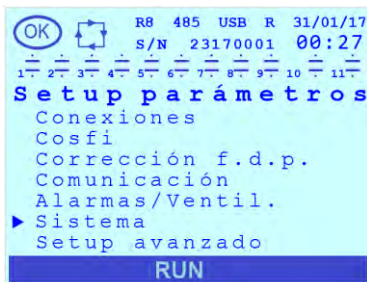 OK R8 485 USB R 31/01/17
S/N 23170001 00:27
1 2 3 4 5 6 7 8 9 10 11
Setup parámetros
Conexiones
Cosfi
Corrección f.d.p.
Comunicación
Alarmas/Ventil.
Sistema
Setup avanzado
RUN